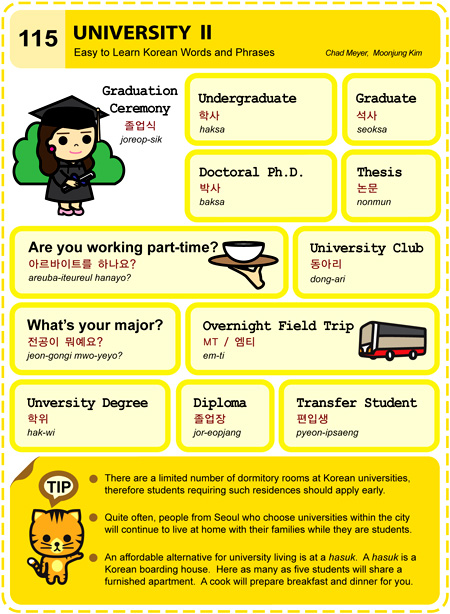 115
UNIVERSITY II
Easy to Learn Korean Words and Phrases
Chad Meyer, Moonjung Kim
Graduation
Ceremony
졸업식
joreop-sik
Undergraduate
학사
haksa
Graduate
석사
seoksa
Doctoral Ph.D.
박사
baksa
Thesis
논문
nonmun
Are you working part-time?
아르바이트를 하나요?
areuba-iteureul hanayo?
University Club
동아리
dong-ari
What's your major?
전공이 뭐예요?
jeon-gongi mwo-yeyo?
Overnight Field Trip
MT / 엠티
em-ti
Unversity Degree
학위
hak-wi
Diploma
졸업장
jor-eopjang
Transfer Student
편입생
pyeon-ipsaeng
TIP
There are a limited number of dormitory rooms at Korean universities,
therefore students requiring such residences should apply early.
Quite often, people from Seoul who choose universities within the city
will continue to live at home with their families while they are students.
An affordable alternative for university living is at a hasuk. A hasuk is a
Korean boarding house. Here as many as five students will share a
furnished apartment. A cook will prepare breakfast and dinner for you.